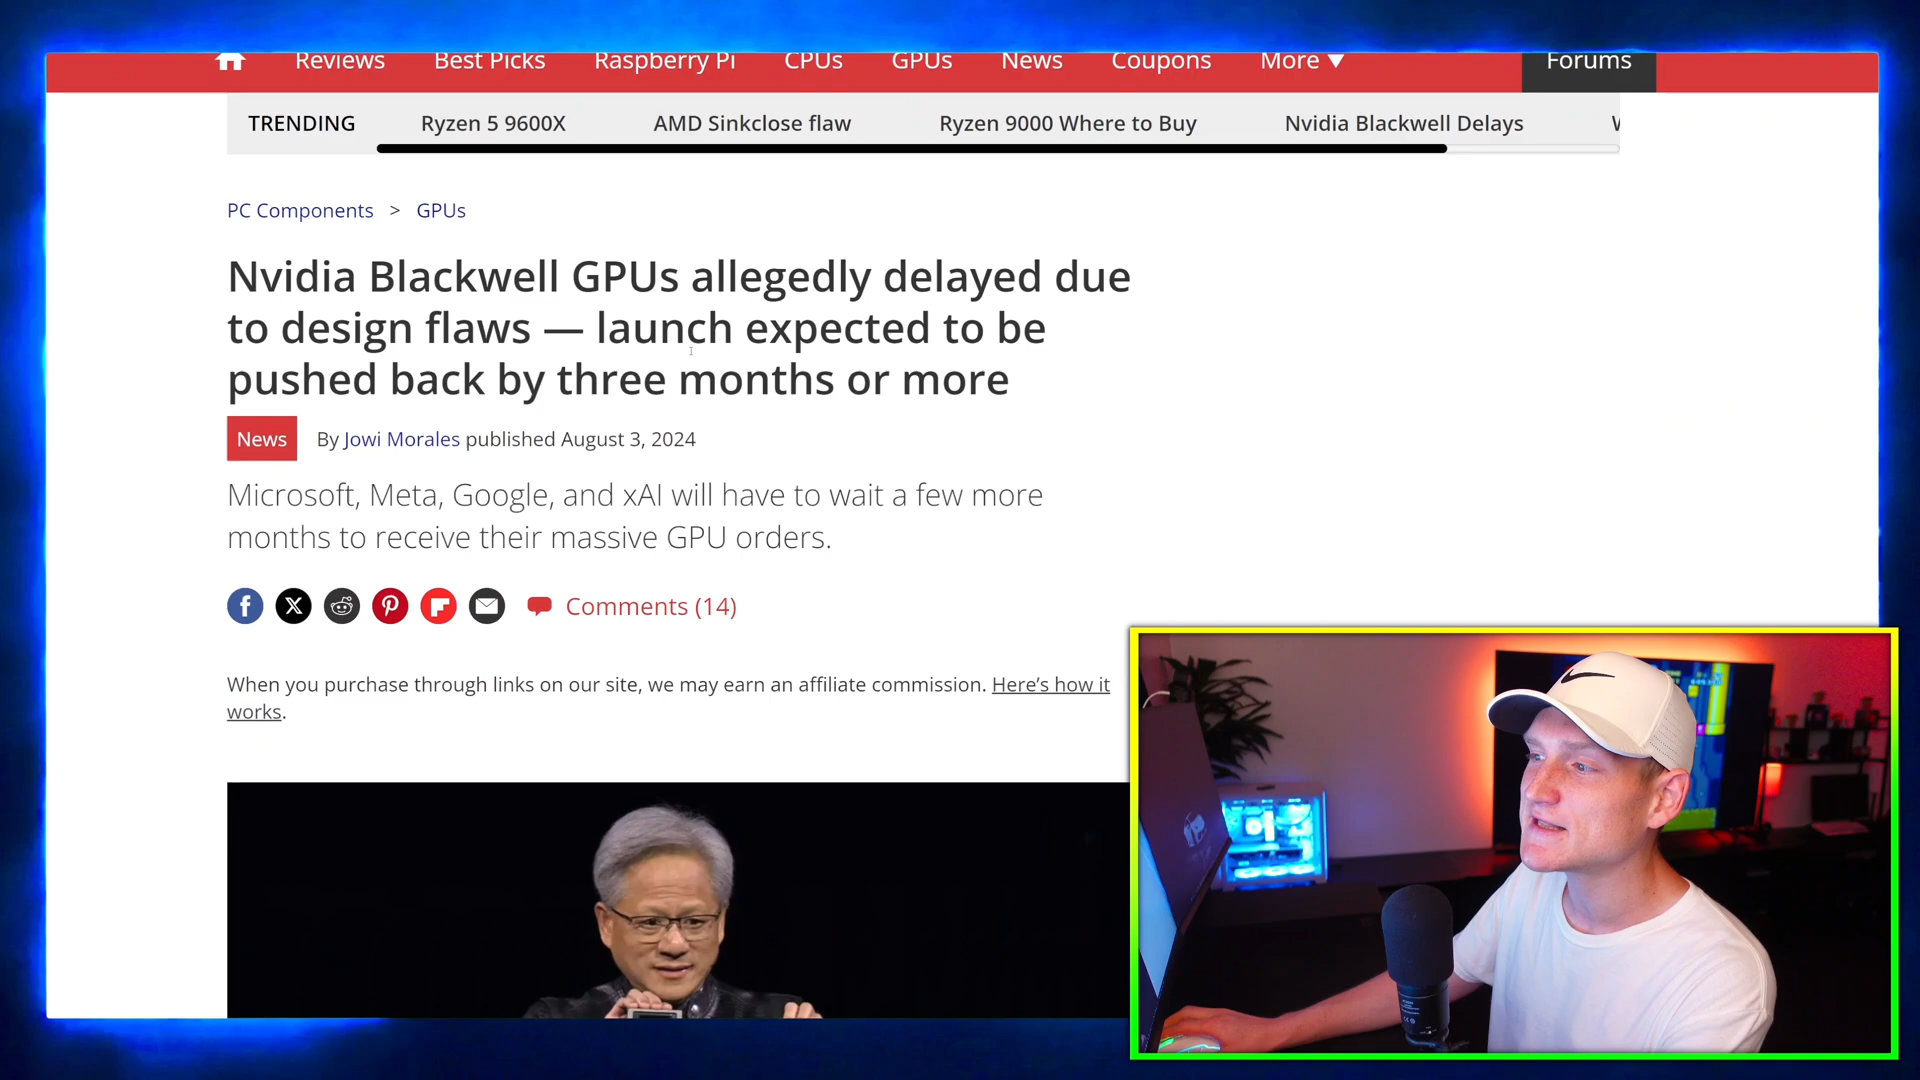 Reviews Best Picks Raspberry Pi CPUs GPUs News Coupons More ▼ Forums
TRENDING Ryzen 5 9600X AMD Sinkclose flaw Ryzen 9000 Where to Buy Nvidia Blackwell Delays
PC Components > GPUs
Nvidia Blackwell GPUs allegedly delayed due
to design flaws — launch expected to be
pushed back by three months or more
News By Jowi Morales published August 3, 2024
Microsoft, Meta, Google, and xAI will have to wait a few more
months to receive their massive GPU orders.
Comments (14)
When you purchase through links on our site, we may earn an affiliate commission. Here's how it
works.